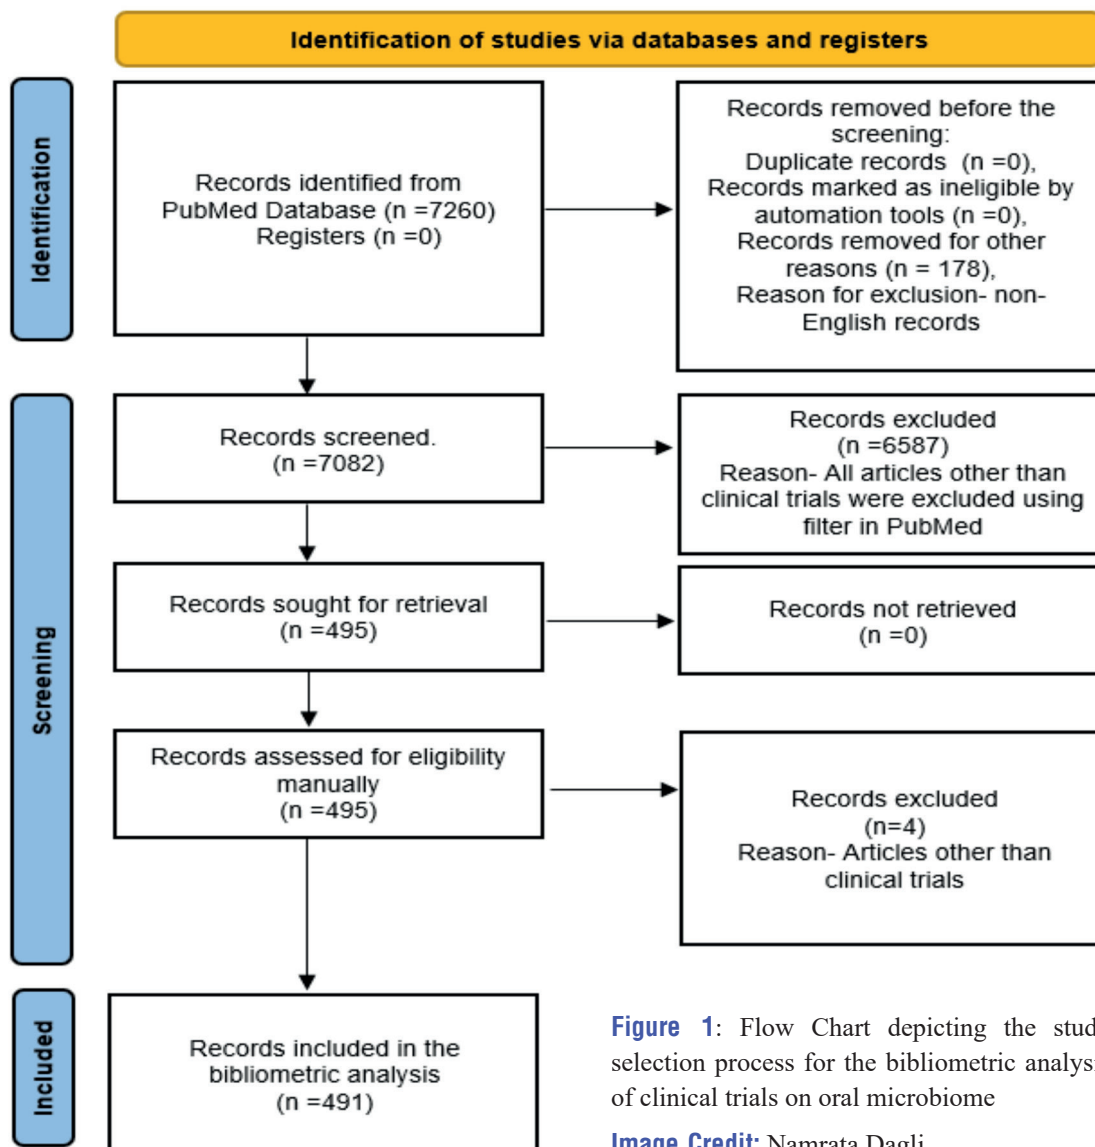 Identification of studies via databases and registers
Identification
Records identified from
PubMed Database (n =7260)
Registers (n =0)
Records removed before the
screening:
Duplicate records (n =0),
Records marked as ineligible by
automation tools (n =0),
Records removed for other
reasons (n = 178),
Reason for exclusion- non-
English records
Screening
Records screened.
(n =7082)
Records excluded
(n =6587)
Reason- All articles other than
clinical trials were excluded using
filter in PubMed
Records sought for retrieval
(n =495)
Records not retrieved
(n =0)
Records assessed for eligibility
manually
(n =495)
Records excluded
(n=4)
Reason- Articles other than
clinical trials
Included
Records included in the
bibliometric analysis
(n =491)
Figure 1: Flow Chart depicting the stud
selection process for the bibliometric analysi
of clinical trials on oral microbiome
Image Credit: Namrata Dagli